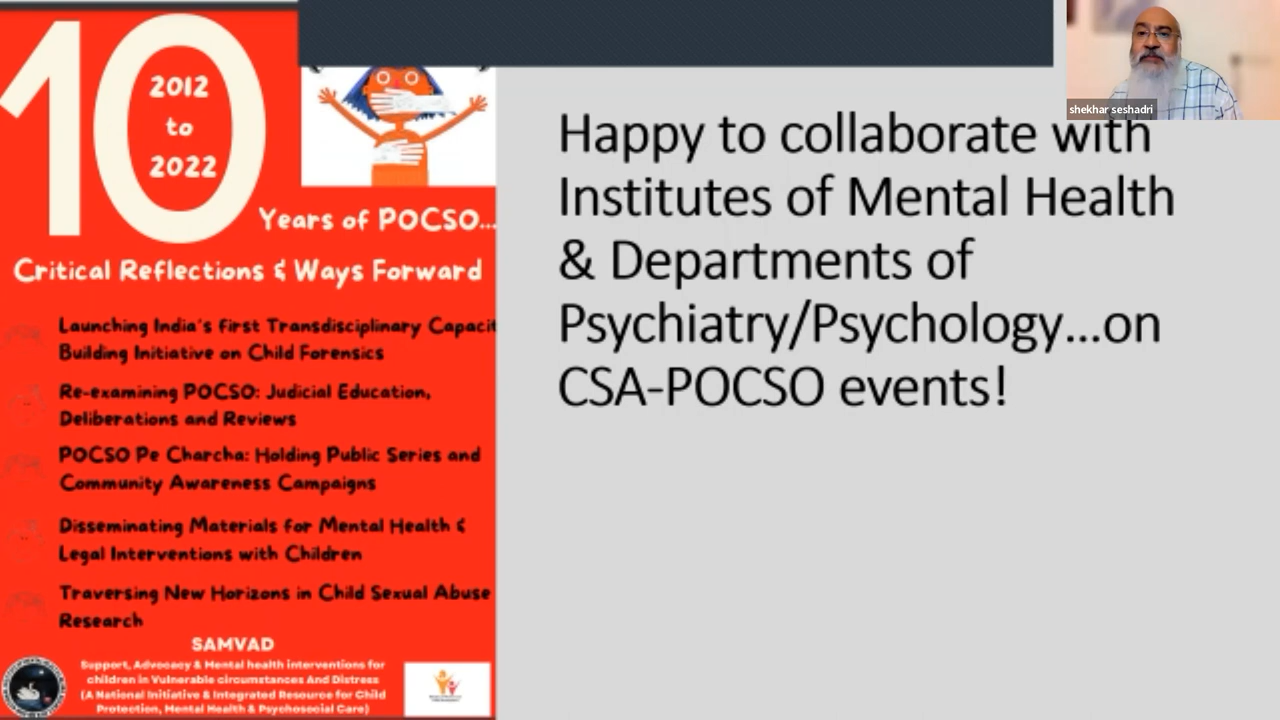 10
2012
to
2022
Years of POCSO...
Critical Reflections & Ways Forward
Launching India's first Transdisciplinary Capacit
Building Initiative on Child Forensics
Re-examining POCSO: Judicial Education,
Deliberations and Reviews
POCSO Pe Charcha: Holding Public Series and
Community Awareness Campaigns
Disseminating Materials for Mental Health &
Legal Interventions with Children
Traversing New Horizons in Child Sexual Abuse
Research
SAMVAD
Support, Advocacy & Mental health interventions for
children in Vulnerable circumstances And Distress
(A National Initiative & Integrated Resource for Child
Protection, Mental Health & Psychosocial Care)
Happy to collaborate with
Institutes of Mental Health
& Departments of
Psychiatry/Psychology...on
CSA-POCSO events!
shekhar seshadri